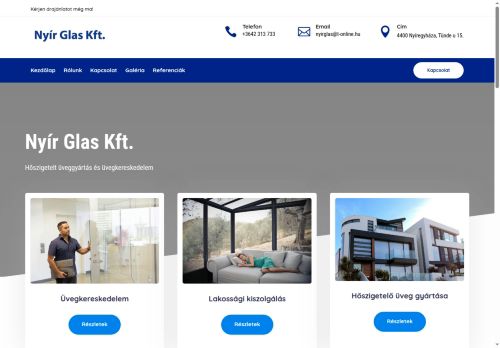 Kérjen árajánlatot még ma!
Nyír Glas Kft.
Telefon
+3642 313 733
Email
nyirglas@t-online.hu
Cím
4400 Nyíregyháza, Tünde u 15.
Kezdőlap Rólunk Kapcsolat Galéria Referenciák
Kapcsolat
Nyír Glas Kft.
Hőszigetelt üveggyártás és üvegkereskedelem
Üvegkereskedelem
Részletek
Lakossági kiszolgálás
Részletek
Hőszigetelő üveg gyártása
Részletek